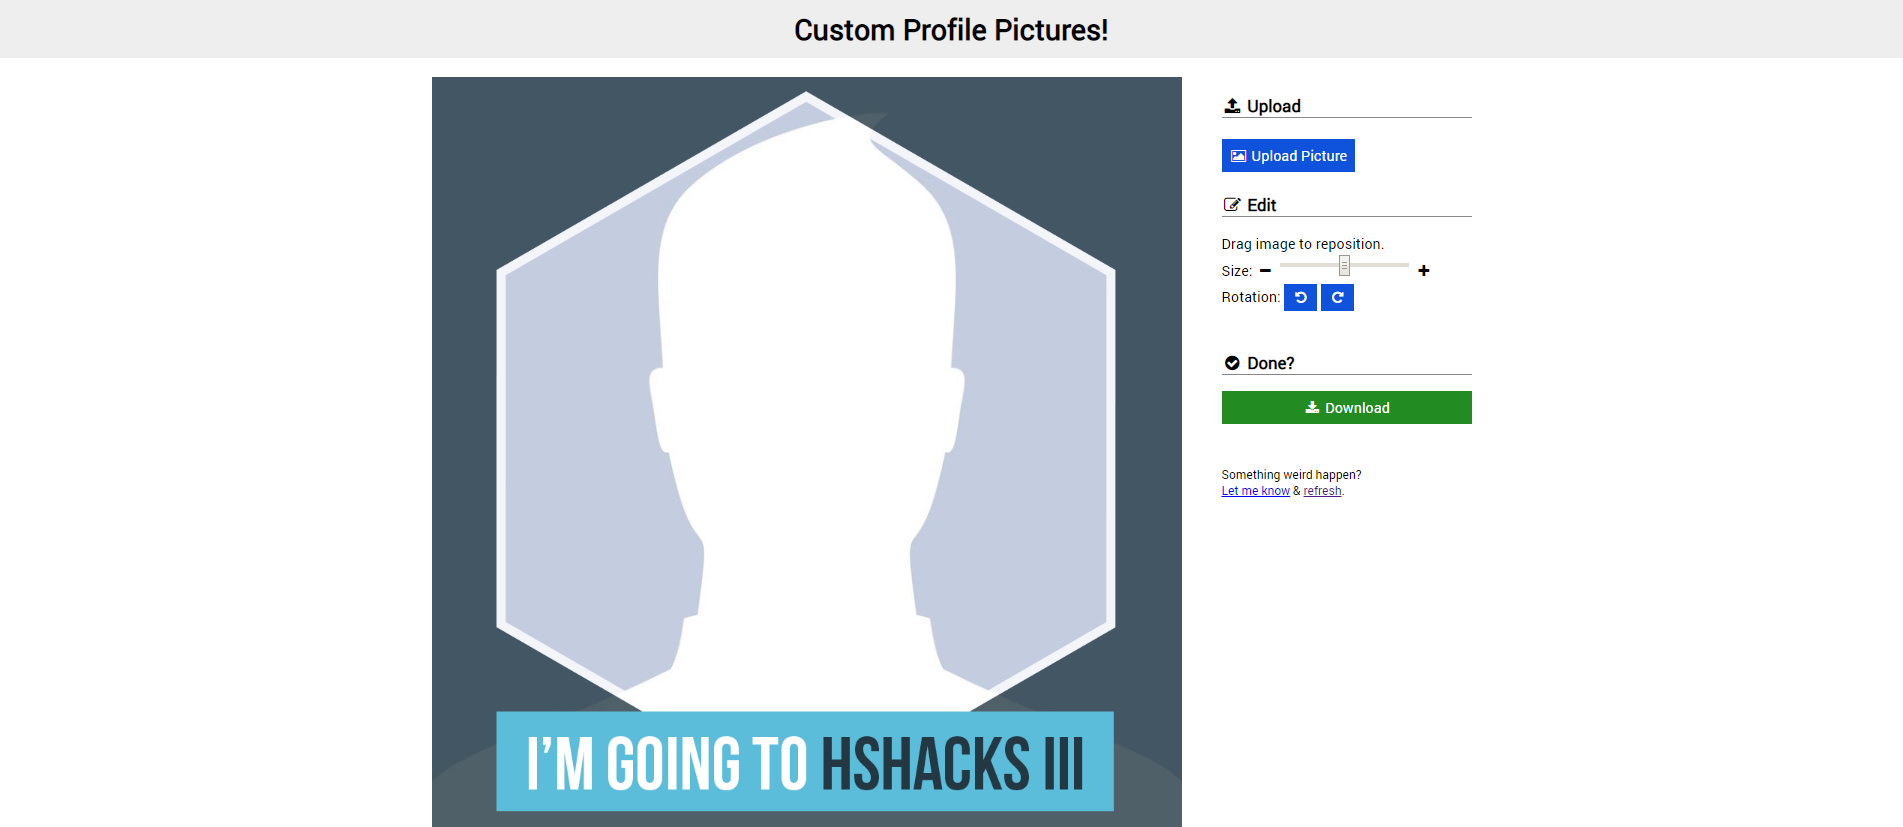 Custom Profile Pictures!
I'M GOING TO HSHACKS III
Upload
Upload Picture
Edit
Drag image to reposition.
Size:
Rotation:
Done?
Download
Something weird happen?
Let me know & refresh.